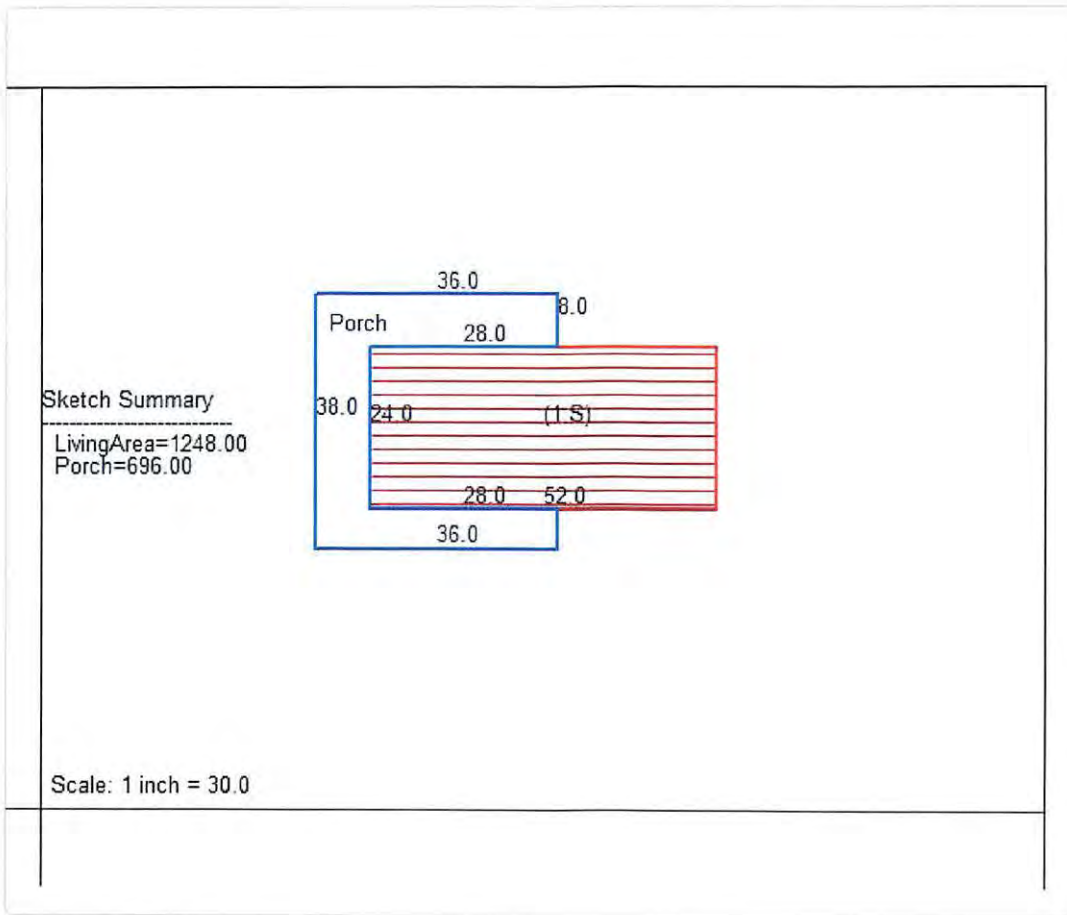 36.0
8.0
Porch
28.0
Sketch Summary
38.0
24.0
(1.S)
LivingArea=1248.00
Porch=696.00
28.0
52.0
36.0
Scale: 1 inch = 30.0